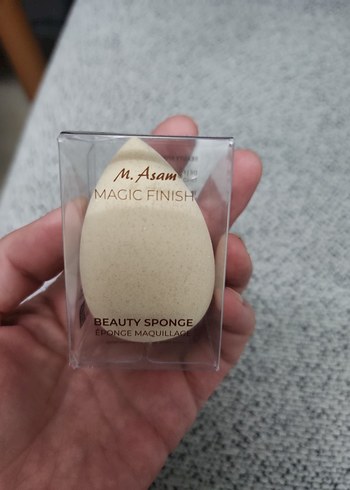 M. Asam
MAGIC FINISH
BEAUTY SPONGE
ÉPONGE MAQUILLAGE